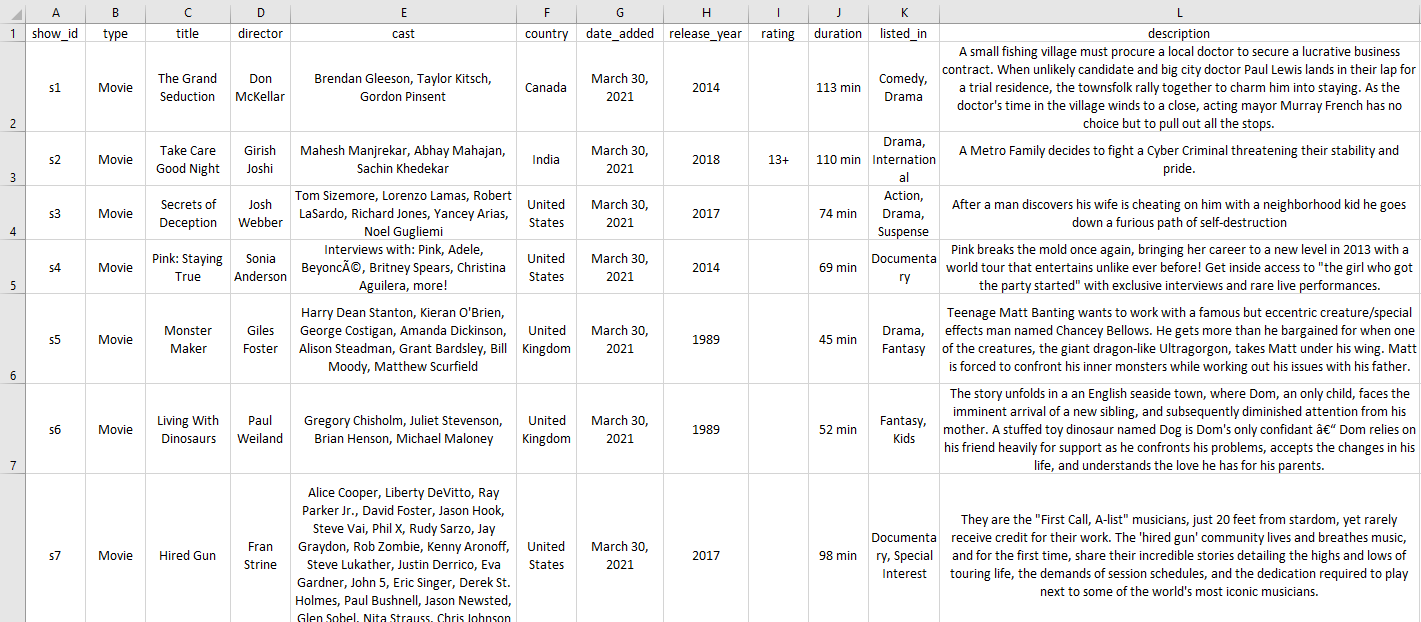 A B C D E F G H I J K L
1 show_id type title director cast country date_added release_year rating duration listed_in description
2
s1
Movie
The Grand
Seduction
Don
McKellar
Brendan Gleeson, Taylor Kitsch,
Gordon Pinsent
Canada
March 30,
2021
2014
113 min
Comedy,
Drama
A small fishing village must procure a local doctor to secure a lucrative business
contract. When unlikely candidate and big city doctor Paul Lewis lands in their lap for
a trial residence, the townsfolk rally together to charm him into staying. As the
doctor's time in the village winds to a close, acting mayor Murray French has no
choice but to pull out all the stops.
3
s2
Movie
Take Care
Good Night
Girish
Joshi
Mahesh Manjrekar, Abhay Mahajan,
Sachin Khedekar
India
March 30,
2021
2018
13+
110 min
Drama,
Internation
al
A Metro Family decides to fight a Cyber Criminal threatening their stability and
pride.
4
s3
Movie
Secrets of
Deception
Josh
Webber
Tom Sizemore, Lorenzo Lamas, Robert
LaSardo, Richard Jones, Yancey Arias,
Noel Gugliemi
United
States
March 30,
2021
2017
74 min
Action,
Drama,
Suspense
After a man discovers his wife is cheating on him with a neighborhood kid he goes
down a furious path of self-destruction
5
s4
Movie
Pink: Staying
True
Sonia
Anderson
Interviews with: Pink, Adele,
BeyoncÃ©, Britney Spears, Christina
Aguilera, more!
United
States
March 30,
2021
2014
69 min
Documenta
ry
Pink breaks the mold once again, bringing her career to a new level in 2013 with a
world tour that entertains unlike ever before! Get inside access to "the girl who got
the party started" with exclusive interviews and rare live performances.
6
s5
Movie
Monster
Maker
Giles
Foster
Harry Dean Stanton, Kieran O'Brien,
George Costigan, Amanda Dickinson,
Alison Steadman, Grant Bardsley, Bill
Moody, Matthew Scurfield
United
Kingdom
March 30,
2021
1989
45 min
Drama,
Fantasy
Teenage Matt Banting wants to work with a famous but eccentric creature/special
effects man named Chancey Bellows. He gets more than he bargained for when one
of the creatures, the giant dragon-like Ultragorgon, takes Matt under his wing. Matt
is forced to confront his inner monsters while working out his issues with his father.
7
s6
Movie
Living With
Dinosaurs
Paul
Weiland
Gregory Chisholm, Juliet Stevenson,
Brian Henson, Michael Maloney
United
Kingdom
March 30,
2021
1989
52 min
Fantasy,
Kids
The story unfolds in a an English seaside town, where Dom, an only child, faces the
imminent arrival of a new sibling, and subsequently diminished attention from his
mother. A stuffed toy dinosaur named Dog is Dom's only confidant â€“ Dom relies on
his friend heavily for support as he confronts his problems, accepts the changes in his
life, and understands the love he has for his parents.
s7
Movie
Hired Gun
Fran
Strine
Alice Cooper, Liberty DeVitto, Ray
Parker Jr., David Foster, Jason Hook,
Steve Vai, Phil X, Rudy Sarzo, Jay
Graydon, Rob Zombie, Kenny Aronoff,
Steve Lukather, Justin Derrico, Eva
Gardner, John 5, Eric Singer, Derek St.
Holmes, Paul Bushnell, Jason Newsted,
Glen Sobel, Nita Strauss, Chris Johnson
United
States
March 30,
2021
2017
98 min
Documenta
ry, Special
Interest
They are the "First Call, A-list" musicians, just 20 feet from stardom, yet rarely
receive credit for their work. The 'hired gun' community lives and breathes music,
and for the first time, share their incredible stories detailing the highs and lows of
touring life, the demands of session schedules, and the dedication required to play
next to some of the world's most iconic musicians.